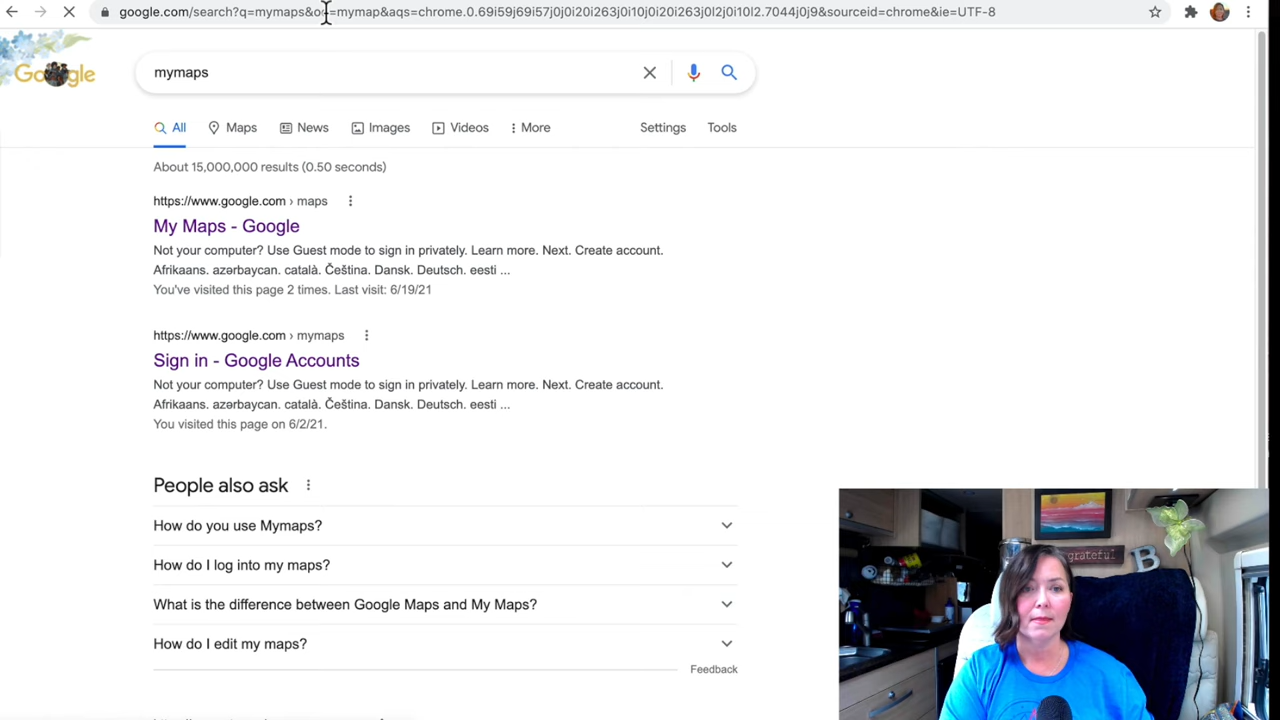 google.com/search?q=mymaps&oq=mymap&aqs=chrome.0.69i59j69i57j0j0i20i263j0i10j0i20i263j0l2j0i10l2.7044j0j9&sourceid=chrome&ie=UTF-8
Google
mymaps
All Maps News Images Videos More Settings Tools
About 15,000,000 results (0.50 seconds)
https://www.google.com › maps
My Maps - Google
Not your computer? Use Guest mode to sign in privately. Learn more. Next. Create account.
Afrikaans. azərbaycan. català. Čeština. Dansk. Deutsch. eesti ...
You've visited this page 2 times. Last visit: 6/19/21
https://www.google.com › mymaps
Sign in - Google Accounts
Not your computer? Use Guest mode to sign in privately. Learn more. Next. Create account.
Afrikaans. azərbaycan. català. Čeština. Dansk. Deutsch. eesti ...
You visited this page on 6/2/21.
People also ask
How do you use Mymaps?
How do I log into my maps?
What is the difference between Google Maps and My Maps?
How do I edit my maps?
Feedback
grateful
B